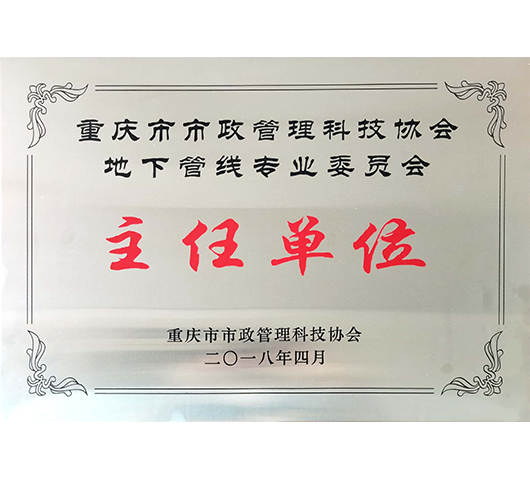 重庆市市政管理科技协会
地下管线专业委员会
主任单位
重庆市市政管理科技协会
二〇一八年四月